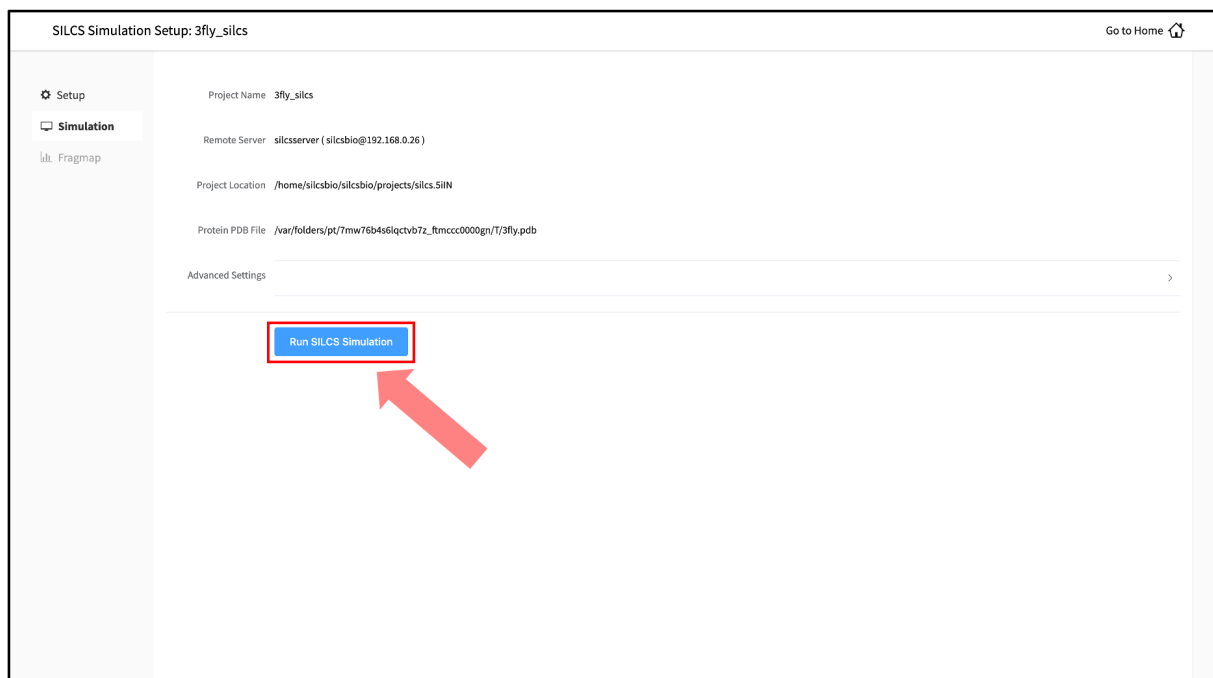 SILCS Simulation Setup: 3fly_silcs
Go to Home
Setup
Simulation
Fragmap
Project Name 3fly_silcs
Remote Server silcsserver ( silcsbio@192.168.0.26 )
Project Location /home/silcsbio/silcsbio/projects/silcs.5iIN
Protein PDB File /var/folders/pt/7mw76b4s6lqctvb7z_ftmccc0000gn/T/3fly.pdb
Advanced Settings
Run SILCS Simulation